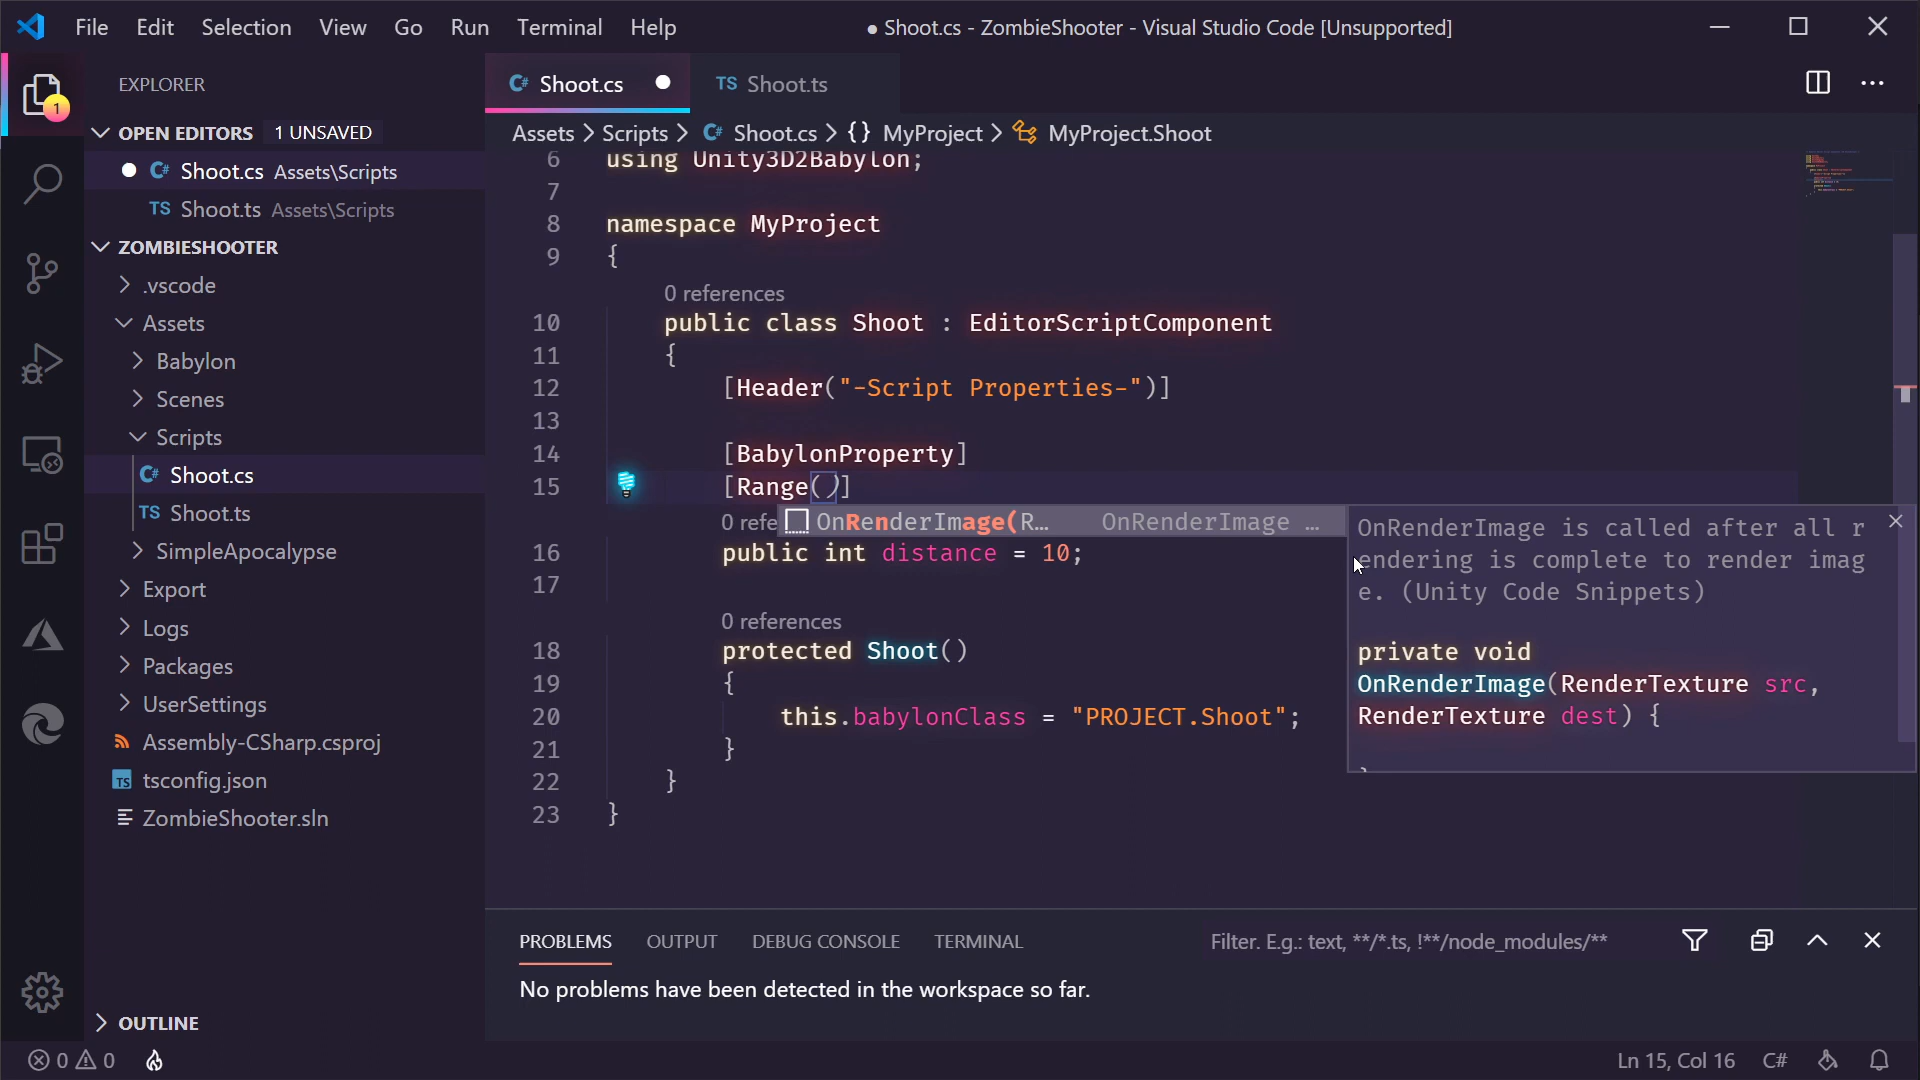 File Edit Selection View Go Run Terminal Help
● Shoot.cs - ZombieShooter - Visual Studio Code [Unsupported]
EXPLORER
1
OPEN EDITORS 1 UNSAVED
C# Shoot.cs Assets\Scripts
TS Shoot.ts Assets\Scripts
ZOMBIESHOOTER
.vscode
Assets
Babylon
Scenes
Scripts
C# Shoot.cs
TS Shoot.ts
SimpleApocalypse
Export
Logs
Packages
UserSettings
Assembly-CSharp.csproj
TS tsconfig.json
ZombieShooter.sln
OUTLINE
C# Shoot.cs ●
TS Shoot.ts
Assets > Scripts > C# Shoot.cs > {} MyProject > MyProject.Shoot
6 using Unity3D2Babylon;
7
8 namespace MyProject
9 {
0 references
10 public class Shoot : EditorScriptComponent
11 {
12 [Header("-Script Properties-")]
13
14 [BabylonProperty]
15 [Range()]
0 refe
OnRenderImage(R… OnRenderImage …
16 public int distance = 10;
17
0 references
18 protected Shoot()
19 {
20 this.babylonClass = "PROJECT.Shoot";
21 }
22 }
23 }
OnRenderImage is called after all r
endering is complete to render imag
e. (Unity Code Snippets)
private void
OnRenderImage(RenderTexture src,
RenderTexture dest) {
PROBLEMS OUTPUT DEBUG CONSOLE TERMINAL
Filter. E.g.: text, **/*.ts, !**/node_modules/**
No problems have been detected in the workspace so far.
0 0
Ln 15, Col 16 C#